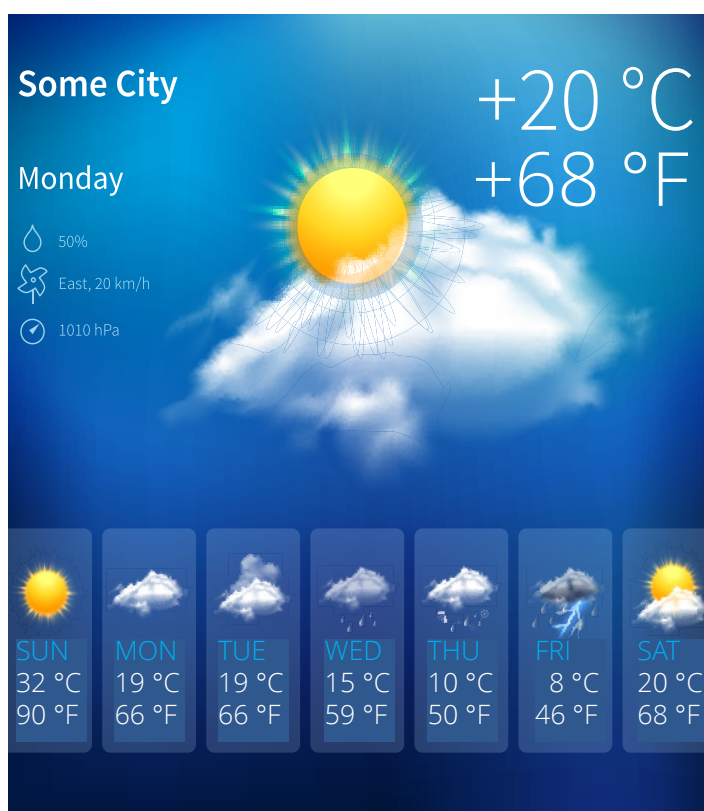 Some City
+20 °C
+68 °F
Monday
50%
East, 20 km/h
1010 hPa
SUN
32 °C
90 °F
MON
19 °C
66 °F
TUE
19 °C
66 °F
WED
15 °C
59 °F
THU
10 °C
50 °F
FRI
8 °C
46 °F
SAT
20 °C
68 °F